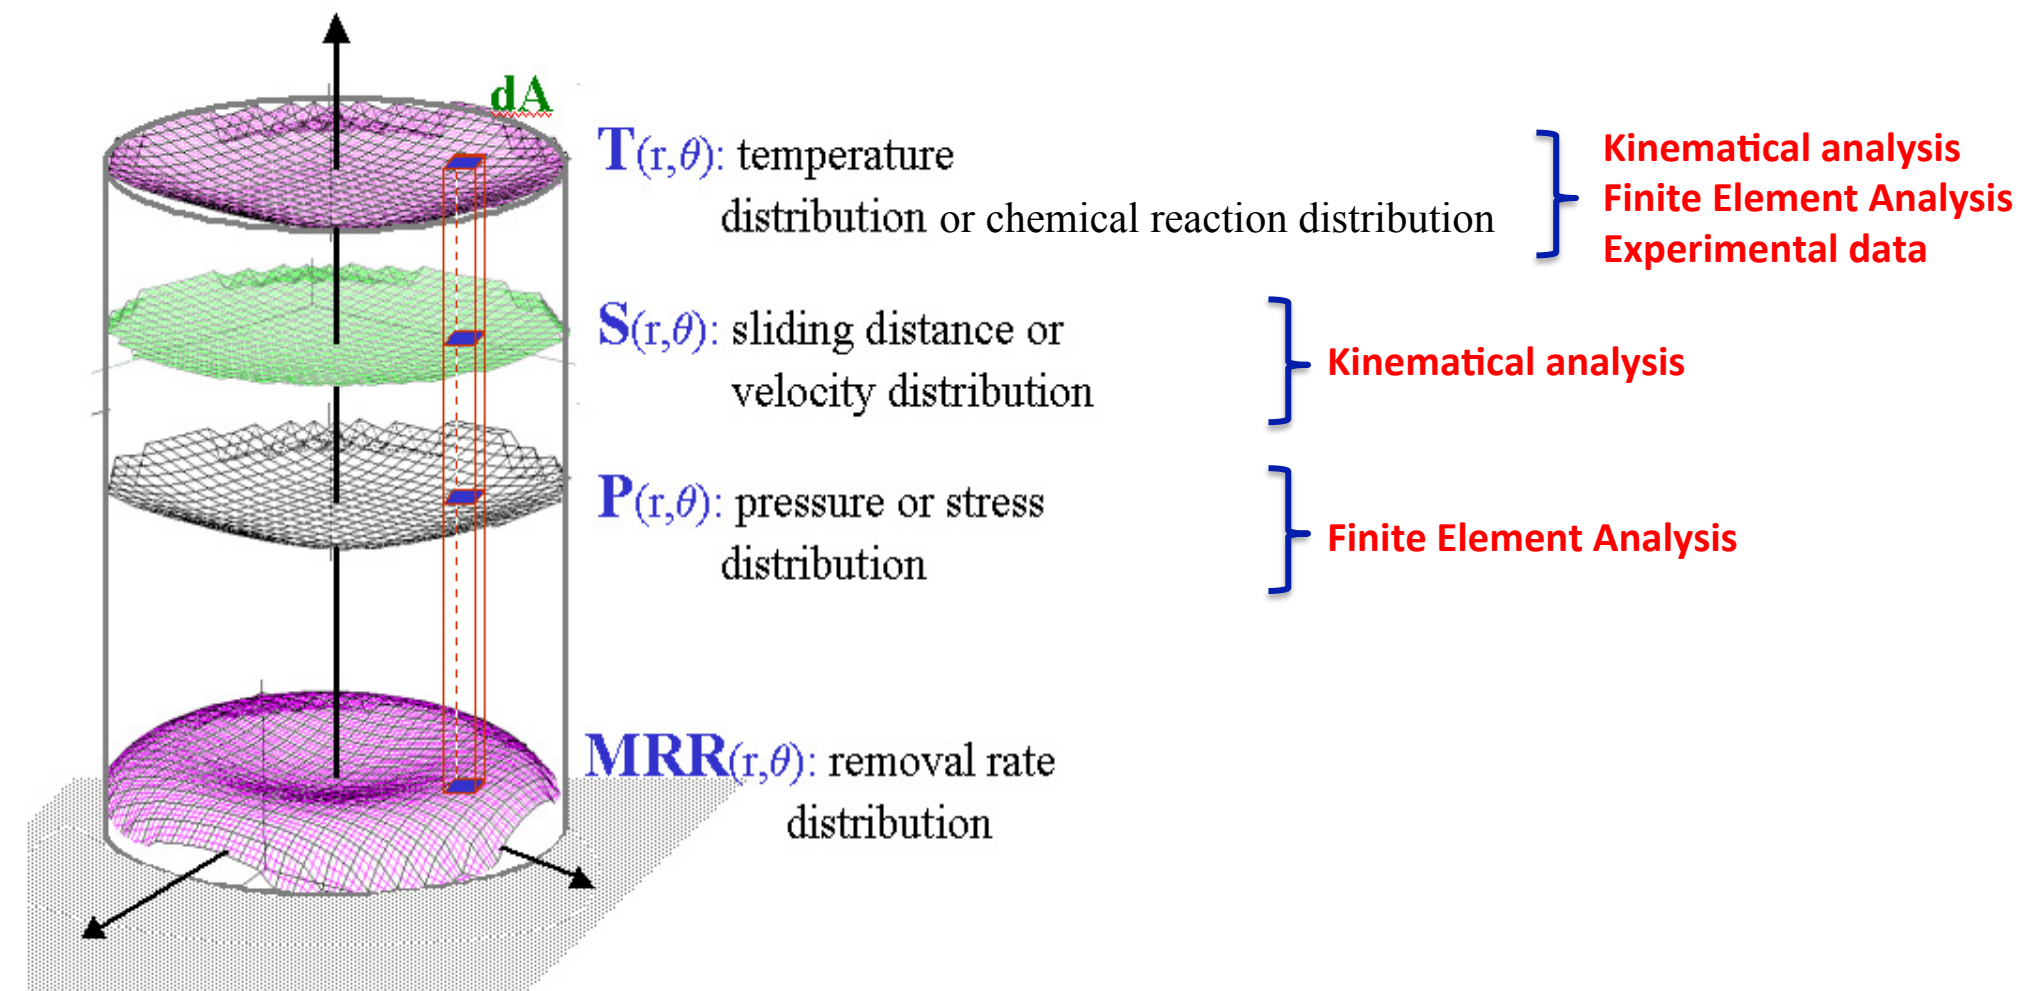 dA
T(r,θ): temperature
distribution or chemical reaction distribution
Kinematical analysis
Finite Element Analysis
Experimental data
S(r,θ): sliding distance or
velocity distribution
Kinematical analysis
P(r,θ): pressure or stress
distribution
Finite Element Analysis
MRR(r,θ): removal rate
distribution